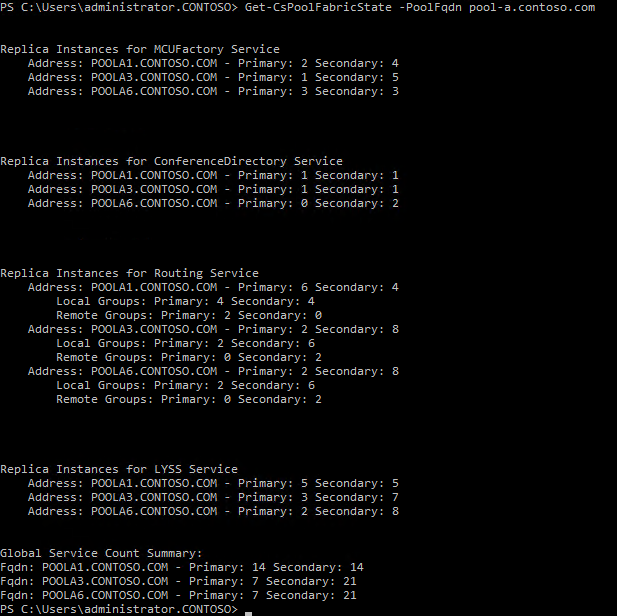 PS C:\Users\administrator.CONTOSO> Get-CsPoolFabricState -PoolFqdn pool-a.contoso.com
Replica Instances for MCUFactory Service
Address: POOLA1.CONTOSO.COM - Primary: 2 Secondary: 4
Address: POOLA3.CONTOSO.COM - Primary: 1 Secondary: 5
Address: POOLA6.CONTOSO.COM - Primary: 3 Secondary: 3
Replica Instances for ConferenceDirectory Service
Address: POOLA1.CONTOSO.COM - Primary: 1 Secondary: 1
Address: POOLA3.CONTOSO.COM - Primary: 1 Secondary: 1
Address: POOLA6.CONTOSO.COM - Primary: 0 Secondary: 2
Replica Instances for Routing Service
Address: POOLA1.CONTOSO.COM - Primary: 6 Secondary: 4
Local Groups: Primary: 4 Secondary: 4
Remote Groups: Primary: 2 Secondary: 0
Address: POOLA3.CONTOSO.COM - Primary: 2 Secondary: 8
Local Groups: Primary: 2 Secondary: 6
Remote Groups: Primary: 0 Secondary: 2
Address: POOLA6.CONTOSO.COM - Primary: 2 Secondary: 8
Local Groups: Primary: 2 Secondary: 6
Remote Groups: Primary: 0 Secondary: 2
Replica Instances for LYSS Service
Address: POOLA1.CONTOSO.COM - Primary: 5 Secondary: 5
Address: POOLA3.CONTOSO.COM - Primary: 3 Secondary: 7
Address: POOLA6.CONTOSO.COM - Primary: 2 Secondary: 8
Global Service Count Summary:
Fqdn: POOLA1.CONTOSO.COM - Primary: 14 Secondary: 14
Fqdn: POOLA3.CONTOSO.COM - Primary: 7 Secondary: 21
Fqdn: POOLA6.CONTOSO.COM - Primary: 7 Secondary: 21
PS C:\Users\administrator.CONTOSO>